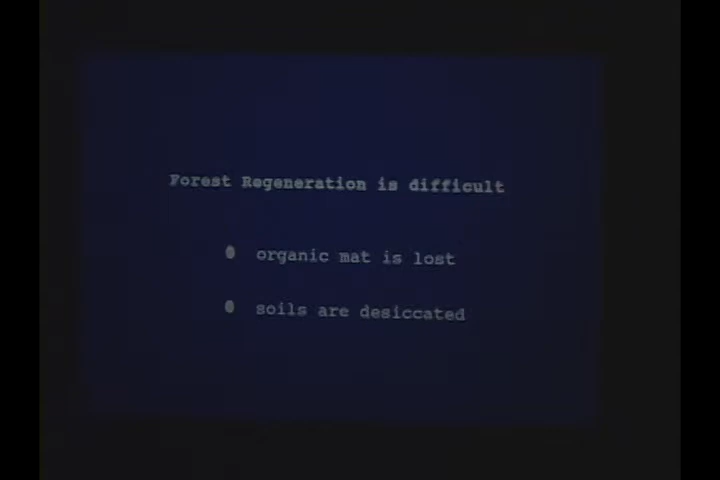 Forest Regeneration is difficult
organic mat is lost
soils are desiccated